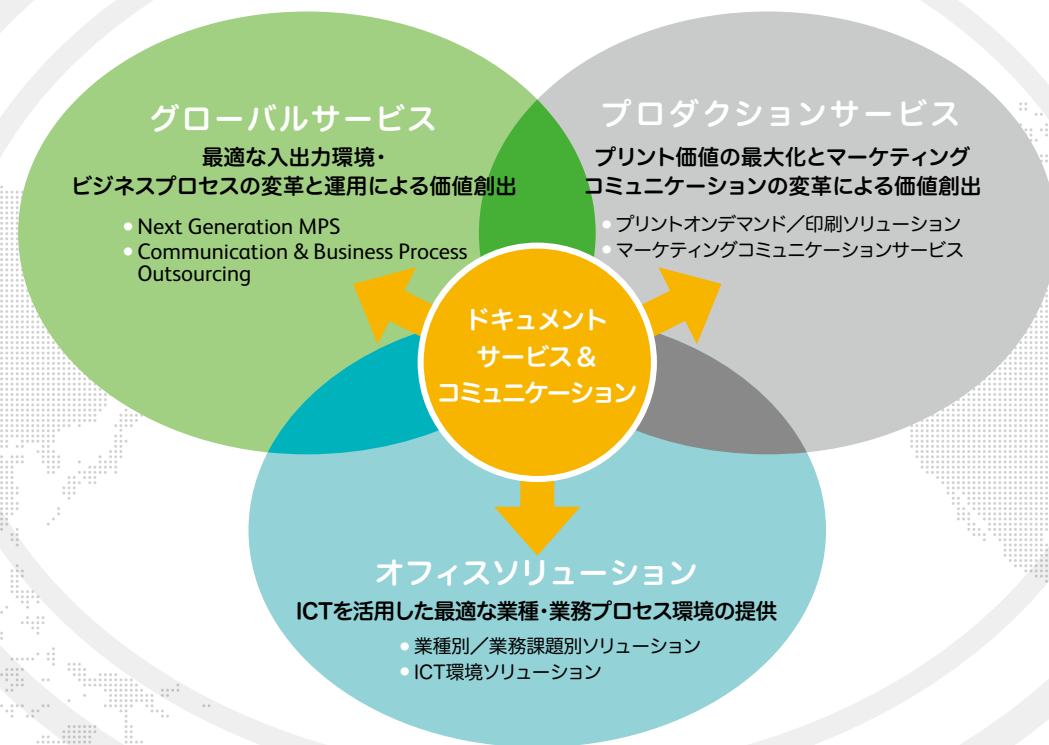 グローバルサービス
最適な入出力環境・
ビジネスプロセスの変革と運用による価値創出
• Next Generation MPS
• Communication & Business Process
Outsourcing
プロダクションサービス
プリント価値の最大化とマーケティング
コミュニケーションの変革による価値創出
• プリントオンデマンド／印刷ソリューション
• マーケティングコミュニケーションサービス
ドキュメント
サービス &
コミュニケーション
オフィスソリューション
ICTを活用した最適な業種・業務プロセス環境の提供
• 業種別／業務課題別ソリューション
• ICT環境ソリューション